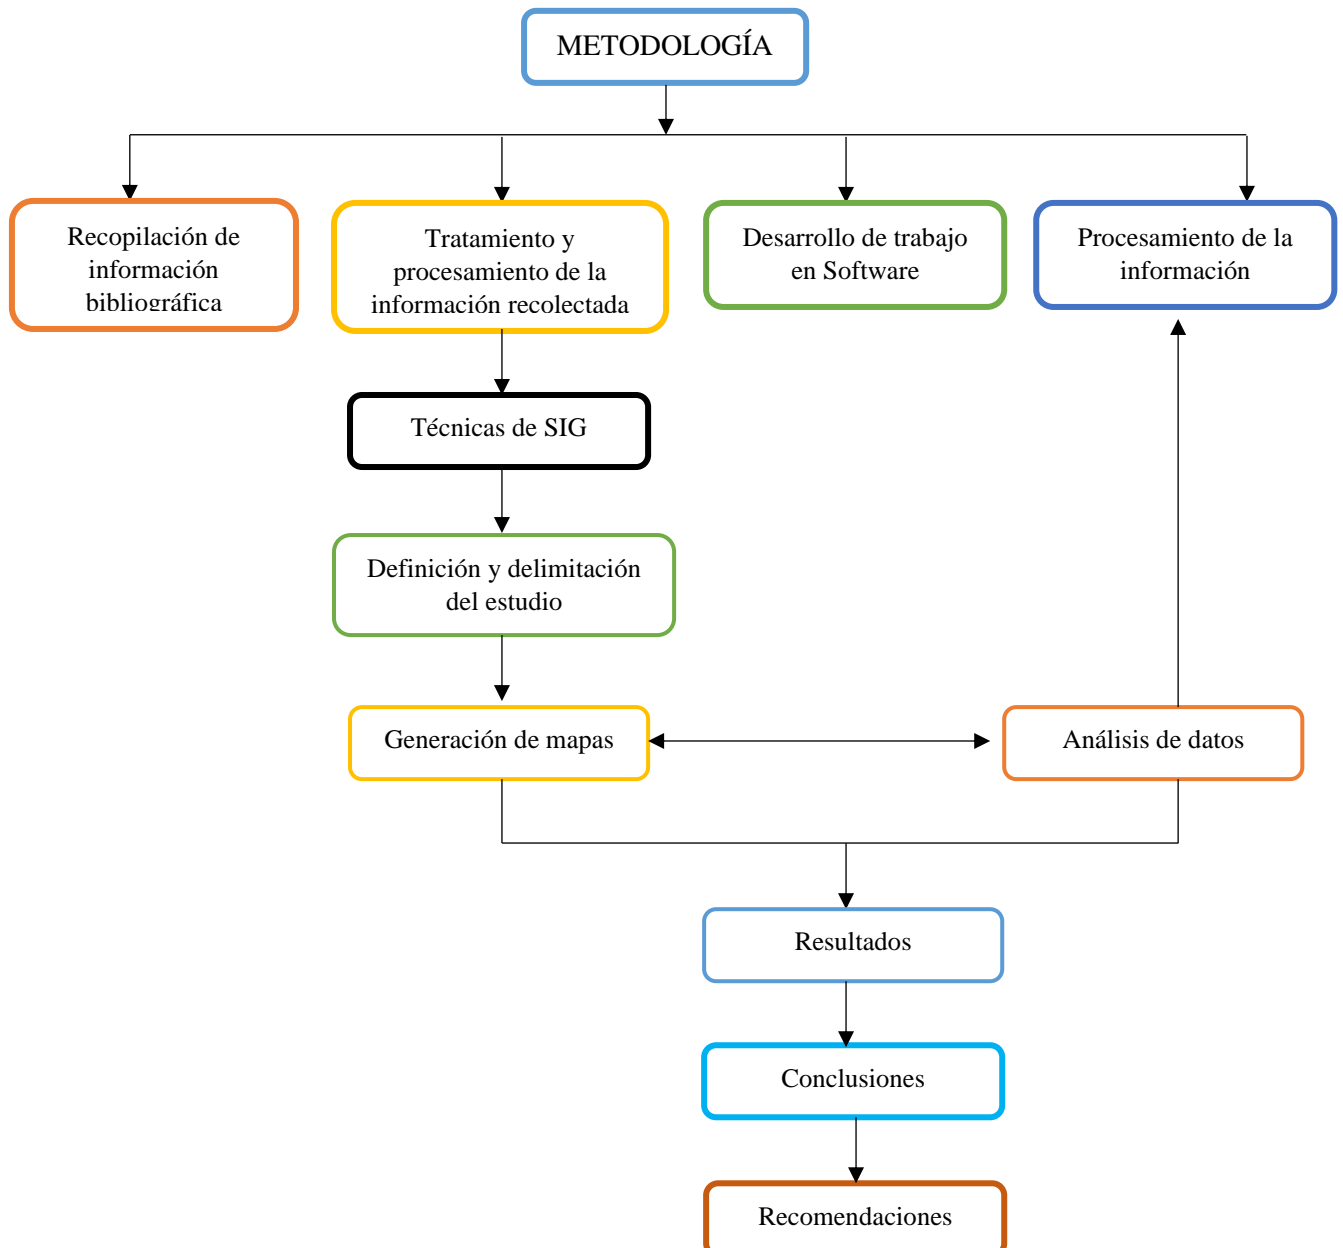 METODOLOGÍA
Recopilación de
información
bibliográfica
Tratamiento y
procesamiento de la
información recolectada
Desarrollo de trabajo
en Software
Procesamiento de la
información
Técnicas de SIG
Definición y delimitación
del estudio
Generación de mapas
Análisis de datos
Resultados
Conclusiones
Recomendaciones